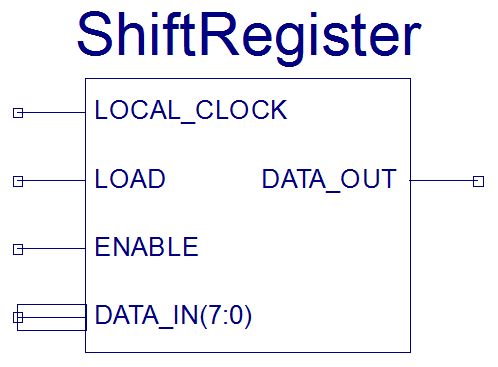 ShiftRegister
LOCAL_CLOCK
LOAD DATA_OUT
ENABLE
DATA_IN(7:0)